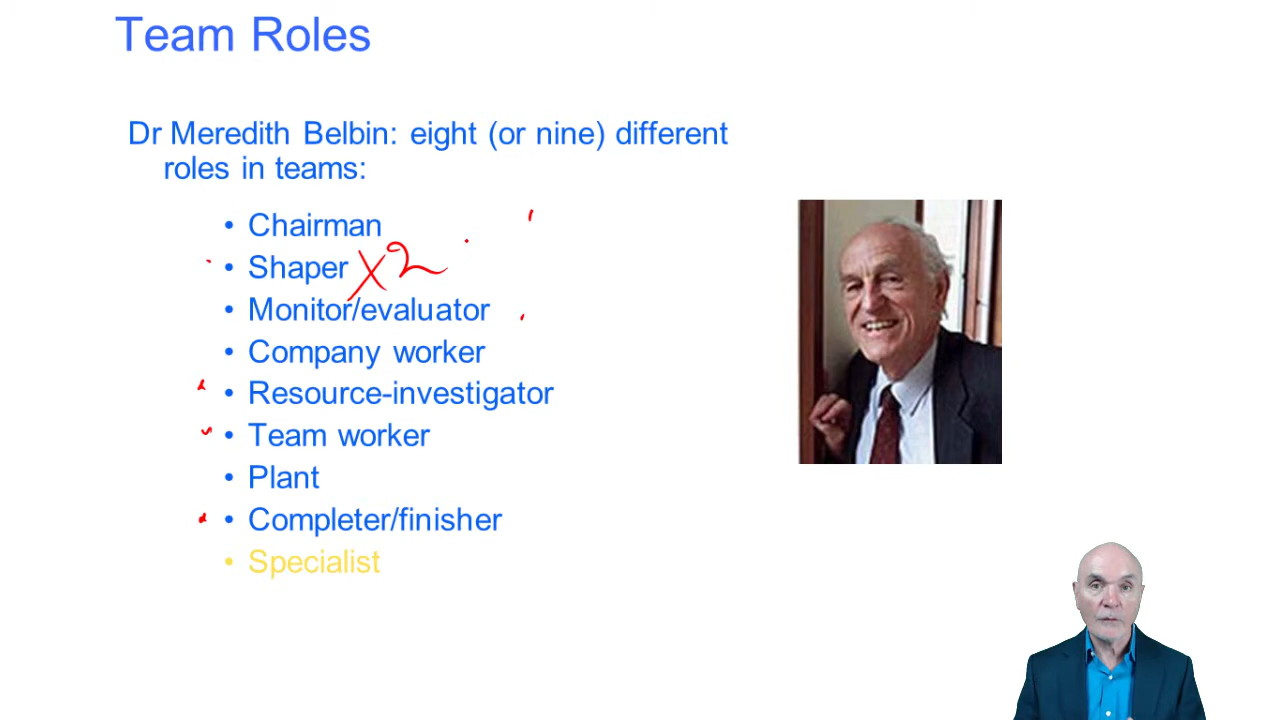 Team Roles
Dr Meredith Belbin: eight (or nine) different
roles in teams:
• Chairman
• Shaper X2
• Monitor/evaluator
• Company worker
• Resource-investigator
• Team worker
• Plant
• Completer/finisher
• Specialist